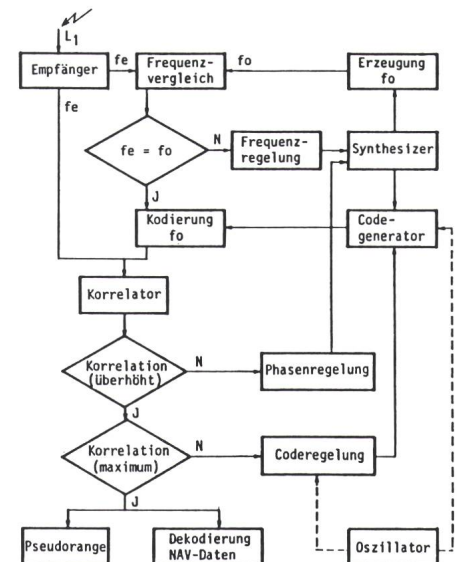 L1
Empfänger
fe
Frequenz-
vergleich
fo
Erzeugung
fo
fe
fe = fo
N
Frequenz-
regelung
Synthesizer
J
Kodierung
fo
Code-
generator
Korrelator
Korrelation
(überhöht)
N
Phasenregelung
J
Korrelation
(maximum)
N
Coderegelung
J
Pseudorange
Dekodierung
NAV-Daten
Oszillator